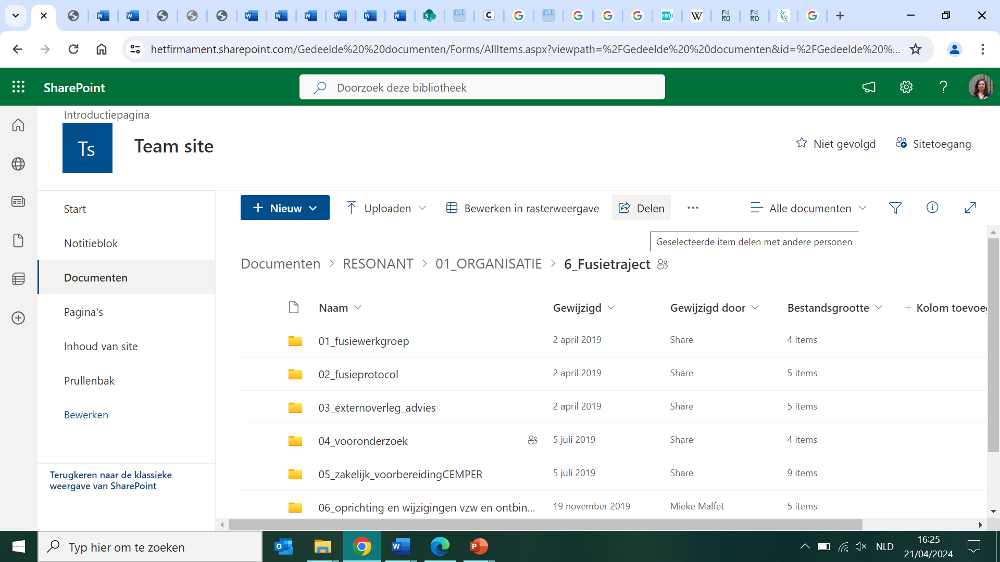 hetfirmament.sharepoint.com/Gedeelde%20%20documenten/Forms/AllItems.aspx?viewpath=%2FGedeelde%20%20documenten&id=%2FGedeelde%20%...
SharePoint
Doorzoek deze bibliotheek
Introductiepagina
Ts
Team site
Niet gevolgd
Sitetoegang
Start
Notitieblok
Documenten
Pagina's
Inhoud van site
Prullenbak
Bewerken
Terugkeren naar de klassieke
weergave van SharePoint
Nieuw
Uploaden
Bewerken in rasterweergave
Delen
Alle documenten
Geselecteerde item delen met andere personen
Documenten > RESONANT > 01_ORGANISATIE > 6_Fusietraject
Naam Gewijzigd Gewijzigd door Bestandsgrootte + Kolom toevoeg
01_fusiewerkgroep 2 april 2019 Share 4 items
02_fusieprotocol 2 april 2019 Share 5 items
03_externoverleg_advies 2 april 2019 Share 5 items
04_vooronderzoek 5 juli 2019 Share 4 items
05_zakelijk_voorbereidingCEMPER 5 juli 2019 Share 9 items
06_oprichting en wijzigingen vzw en ontbin... 19 november 2019 Mieke Malfet 5 items
Typ hier om te zoeken
NLD
16:25
21/04/2024